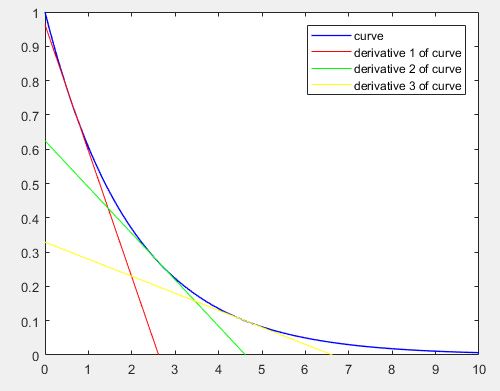 1
0.9
0.8
0.7
0.6
0.5
0.4
0.3
0.2
0.1
0
curve
derivative 1 of curve
derivative 2 of curve
derivative 3 of curve
0 1 2 3 4 5 6 7 8 9 10